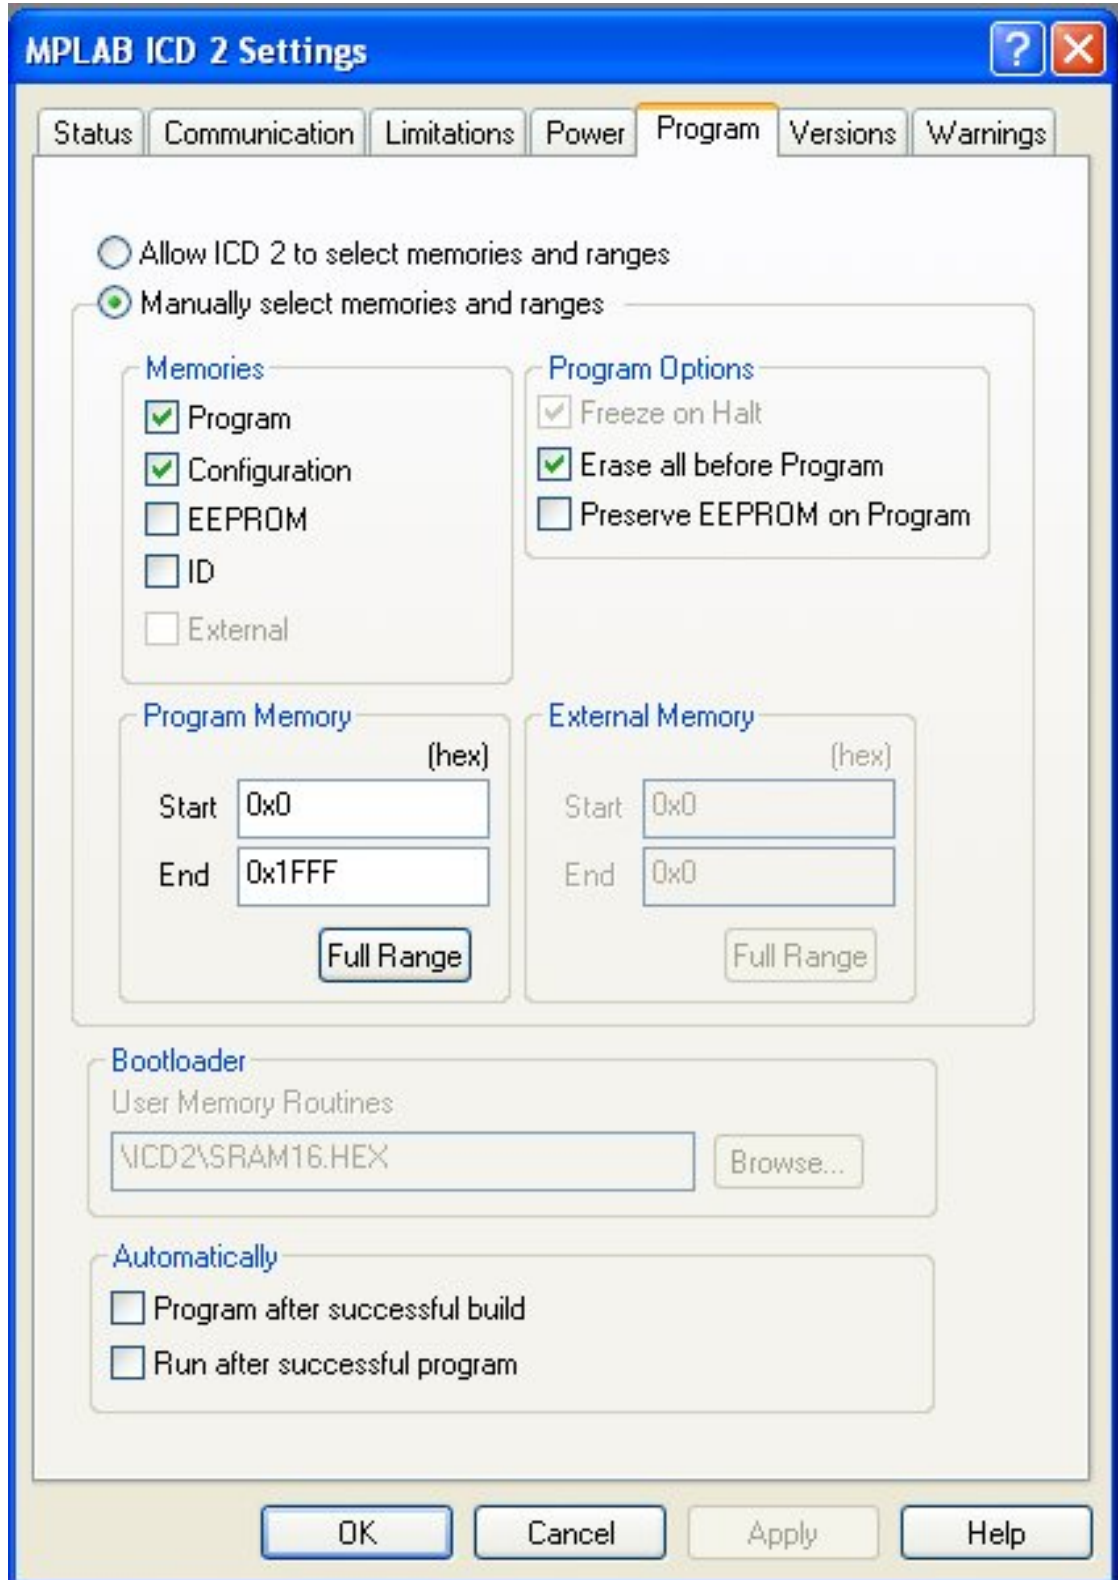 MPLAB ICD 2 Settings
Status Communication Limitations Power Program Versions Warnings
Allow ICD 2 to select memories and ranges
Manually select memories and ranges
Memories
Program
Configuration
EEPROM
ID
External
Program Options
Freeze on Halt
Erase all before Program
Preserve EEPROM on Program
Program Memory
(hex)
Start 0x0
End 0x1FFF
Full Range
External Memory
(hex)
Start 0x0
End 0x0
Full Range
Bootloader
User Memory Routines
\ICD2\SRAM16.HEX Browse...
Automatically
Program after successful build
Run after successful program
OK Cancel Apply Help